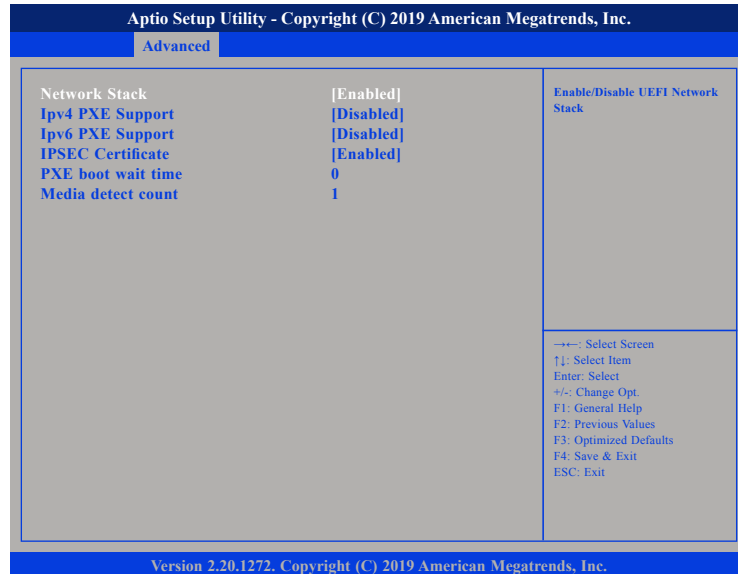 Aptio Setup Utility - Copyright (C) 2019 American Megatrends, Inc.
Advanced
Network Stack [Enabled]
Ipv4 PXE Support [Disabled]
Ipv6 PXE Support [Disabled]
IPSEC Certificate [Enabled]
PXE boot wait time 0
Media detect count 1
Enable/Disable UEFI Network
Stack
→←: Select Screen
↑↓: Select Item
Enter: Select
+/-: Change Opt.
F1: General Help
F2: Previous Values
F3: Optimized Defaults
F4: Save & Exit
ESC: Exit
Version 2.20.1272. Copyright (C) 2019 American Megatrends, Inc.